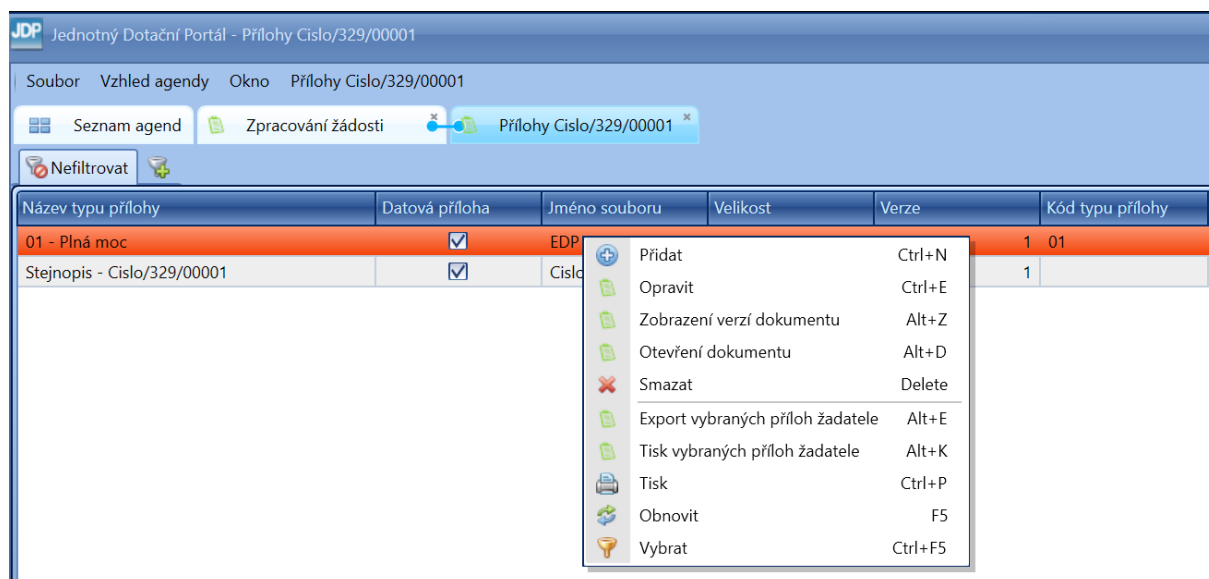 JDP Jednotný Dotační Portál - Přílohy Cislo/329/00001
Soubor Vzhled agendy Okno Přílohy Cislo/329/00001
Seznam agend Zpracování žádosti Přílohy Cislo/329/00001
Nefiltrovat
Název typu přílohy Datová příloha Jméno souboru Velikost Verze Kód typu přílohy
01 - Plná moc EDP 1 01
Stejnopis - Cislo/329/00001 1
Přidat Ctrl+N
Opravit Ctrl+E
Zobrazení verzí dokumentu Alt+Z
Otevření dokumentu Alt+D
Smazat Delete
Export vybraných příloh žadatele Alt+E
Tisk vybraných příloh žadatele Alt+K
Tisk Ctrl+P
Obnovit F5
Vybrat Ctrl+F5